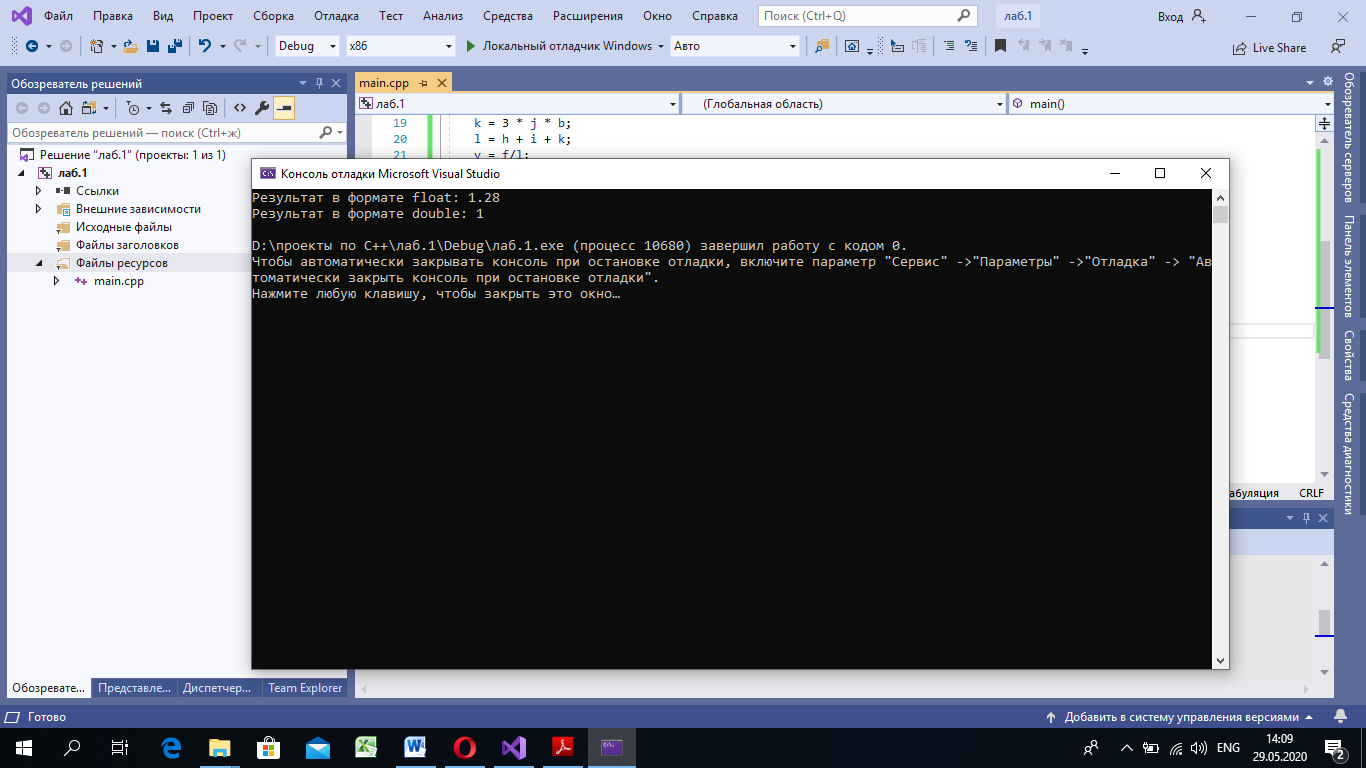 Файл Правка Вид Проект Сборка Отладка Тест Анализ Средства Расширения Окно Справка Поиск (Ctrl+Q) лаб.1 Вход
Debug x86 Локальный отладчик Windows Авто Live Share
Обозреватель решений
Обозреватель решений — поиск (Ctrl+ж)
Решение "лаб.1" (проекты: 1 из 1)
лаб.1
Ссылки
Внешние зависимости
Исходные файлы
Файлы заголовков
Файлы ресурсов
main.cpp
Обозревате... Представле... Диспетчер... Team Explorer
main.cpp
лаб.1 (Глобальная область) main()
19 k = 3 * j * b;
20 l = h + i + k;
21 v = f/l;
Консоль отладки Microsoft Visual Studio
Результат в формате float: 1.28
Результат в формате double: 1
D:\проекты по C++\лаб.1\Debug\лаб.1.exe (процесс 10680) завершил работу с кодом 0.
Чтобы автоматически закрывать консоль при остановке отладки, включите параметр "Сервис" ->"Параметры" ->"Отладка" -> "Ав
томатически закрыть консоль при остановке отладки".
Нажмите любую клавишу, чтобы закрыть это окно…
абуляция CRLF
Обозреватель серверов
Панель элементов
Свойства
Средства диагностики
Готово Добавить в систему управления версиями
ENG 14:09
29.05.2020
2